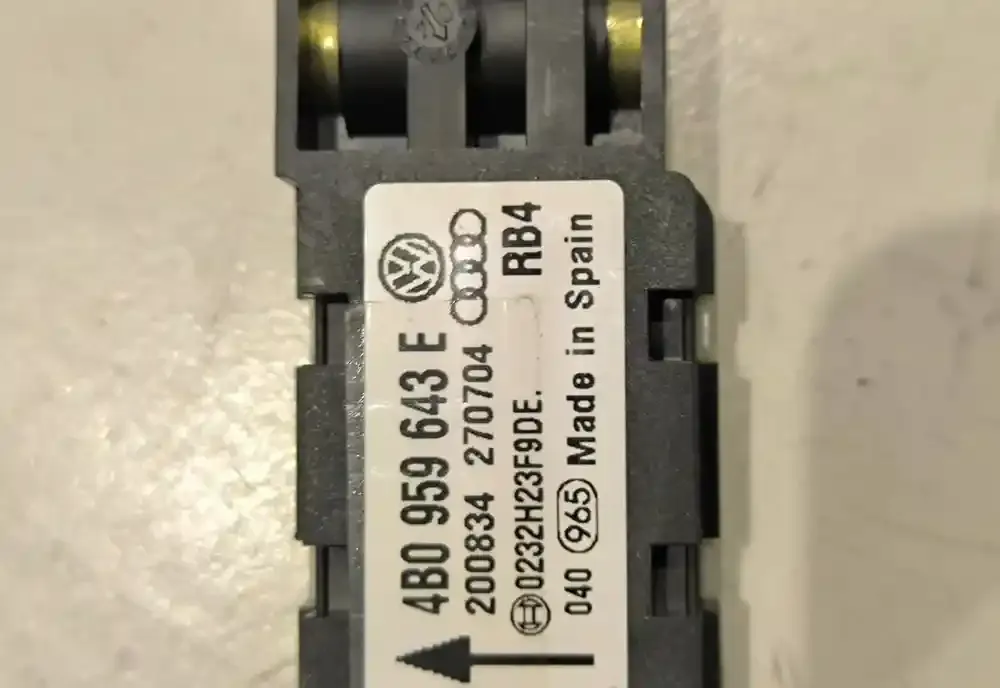 RB4
4B0 959 643 E
200834 270704
0232H23F9DE.
040 965 Made in Spain